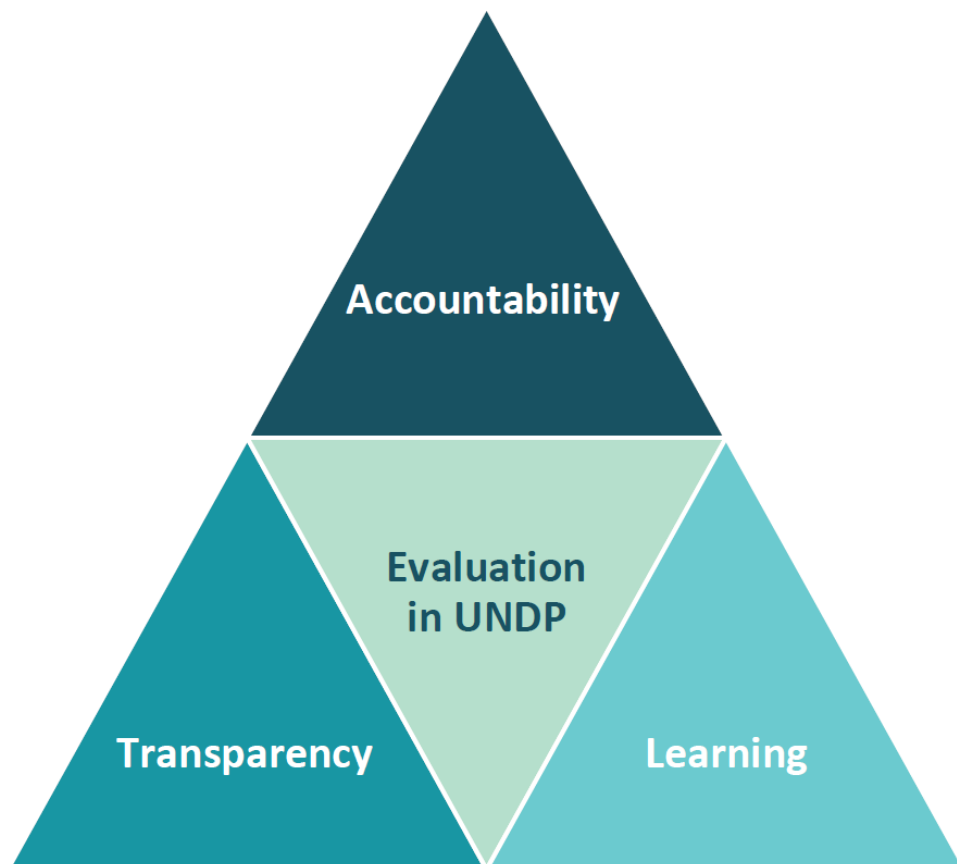 Accountability
Evaluation
in UNDP
Transparency
Learning